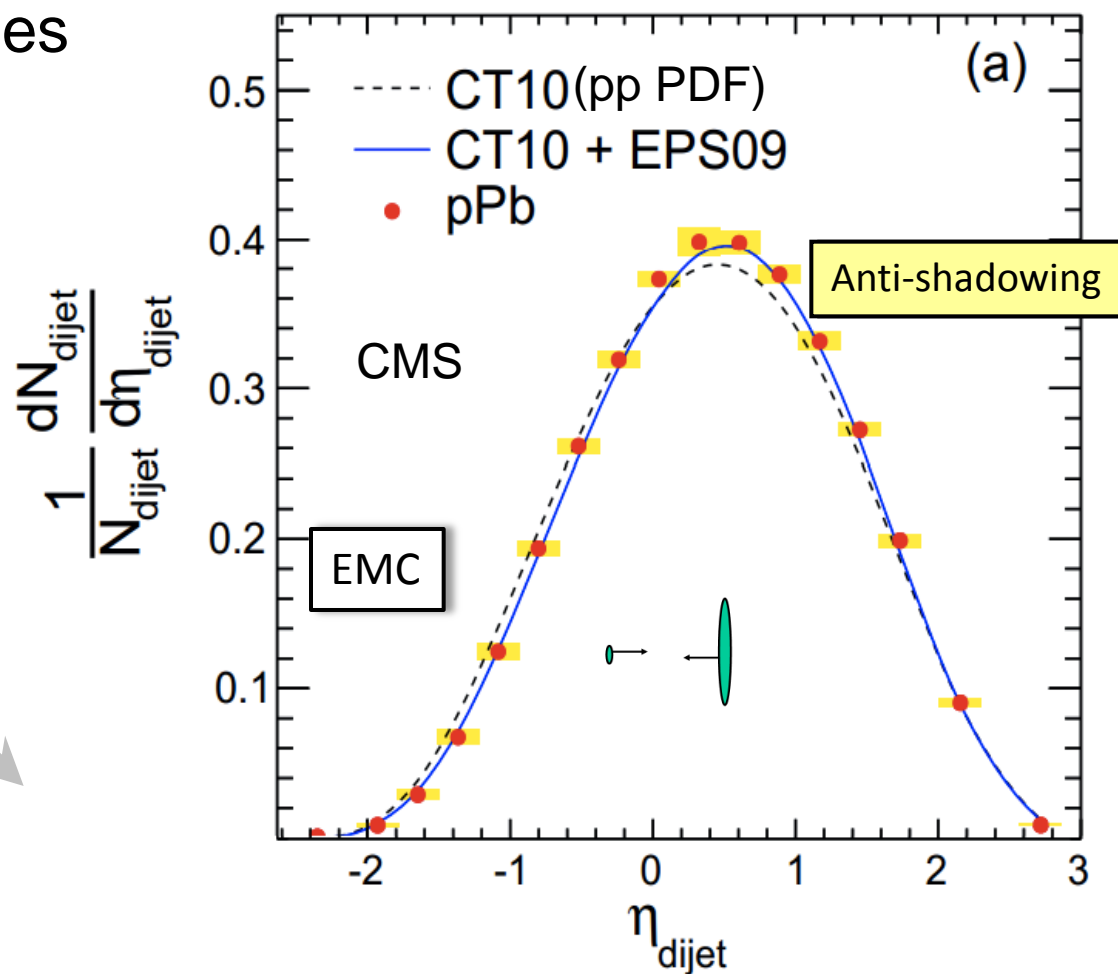 es
(a)
CT10 (pp PDF)
CT10 + EPS09
pPb
0.5
0.4
0.3
0.2
0.1
Anti-shadowing
CMS
EMC
1 dN_dijet
N_dijet dη_dijet
-2 -1 0 1 2 3
η_dijet